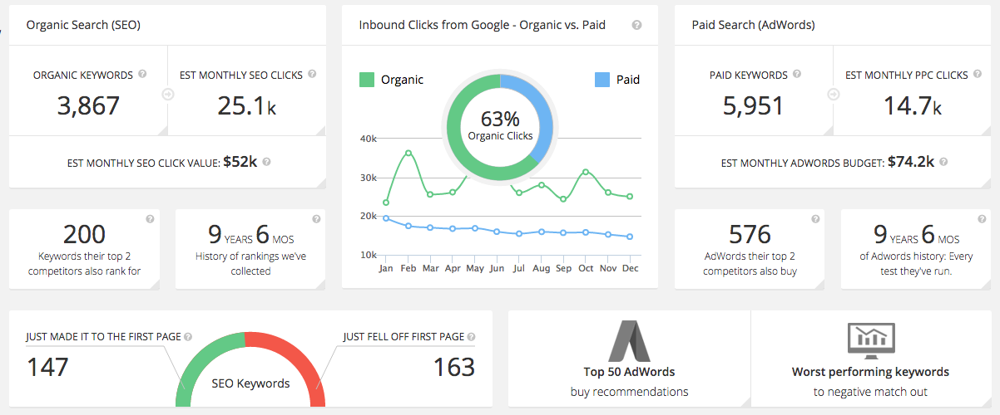 Organic Search (SEO)
ORGANIC KEYWORDS ?
3,867
EST MONTHLY SEO CLICKS ?
25.1k
EST MONTHLY SEO CLICK VALUE: $52k ?
200
Keywords their top 2
competitors also rank for
?
9 YEARS 6 MOS
History of rankings we've
collected
?
Inbound Clicks from Google - Organic vs. Paid ?
Organic
Paid
63%
Organic Clicks
40k
30k
20k
10k
Jan Feb Mar Apr May Jun Jul Aug Sep Oct Nov Dec
Paid Search (AdWords)
PAID KEYWORDS ?
5,951
EST MONTHLY PPC CLICKS ?
14.7k
EST MONTHLY ADWORDS BUDGET: $74.2k ?
576
AdWords their top 2
competitors also buy
?
9 YEARS 6 MOS
of Adwords history: Every
test they've run.
?
JUST MADE IT TO THE FIRST PAGE ?
147
SEO Keywords
JUST FELL OFF FIRST PAGE ?
163
Top 50 AdWords
buy recommendations
Worst performing keywords
to negative match out